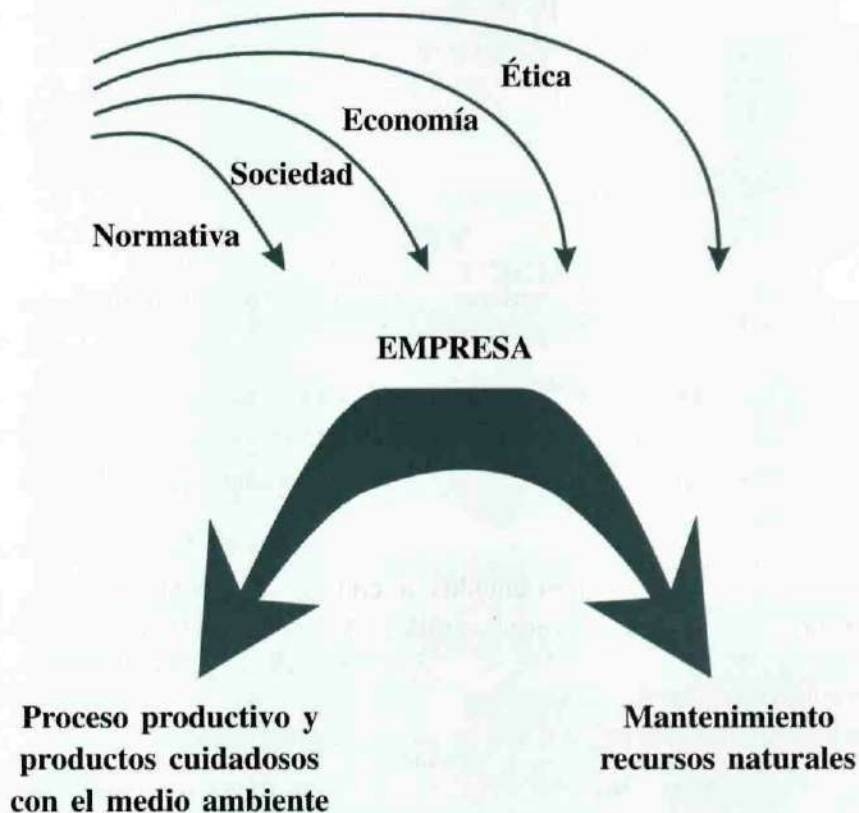 Ética
Economía
Sociedad
Normativa
EMPRESA
Proceso productivo y
productos cuidadosos
con el medio ambiente
Mantenimiento
recursos naturales